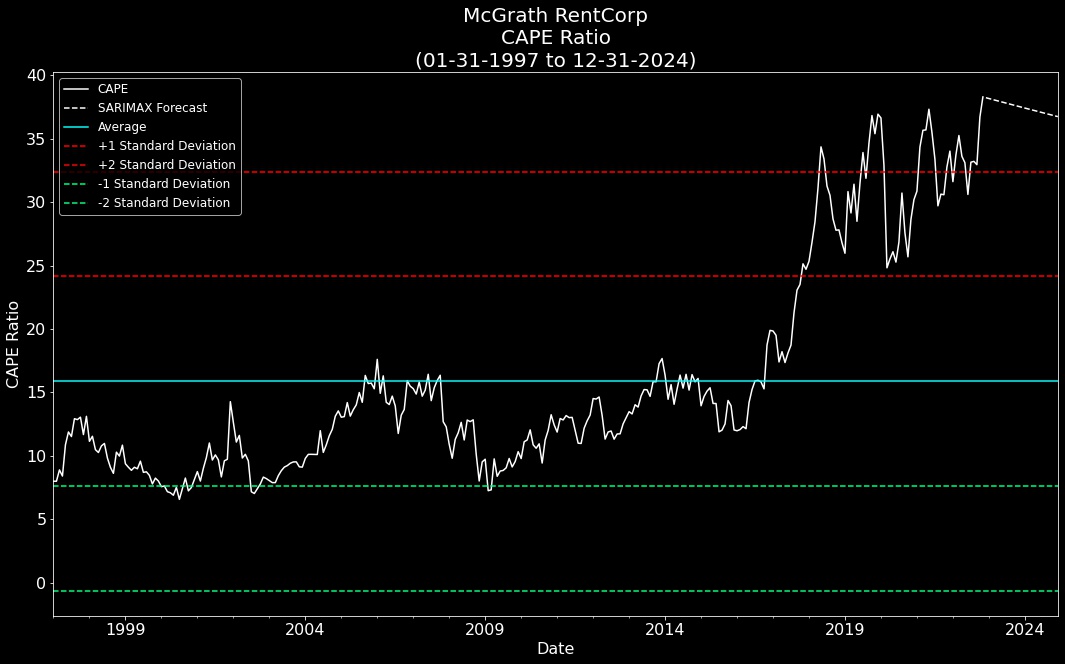 McGrath RentCorp
CAPE Ratio
(01-31-1997 to 12-31-2024)
CAPE
SARIMAX Forecast
Average
+1 Standard Deviation
+2 Standard Deviation
-1 Standard Deviation
-2 Standard Deviation
CAPE Ratio
40
35
30
25
20
15
10
5
0
1999 2004 2009 2014 2019 2024
Date